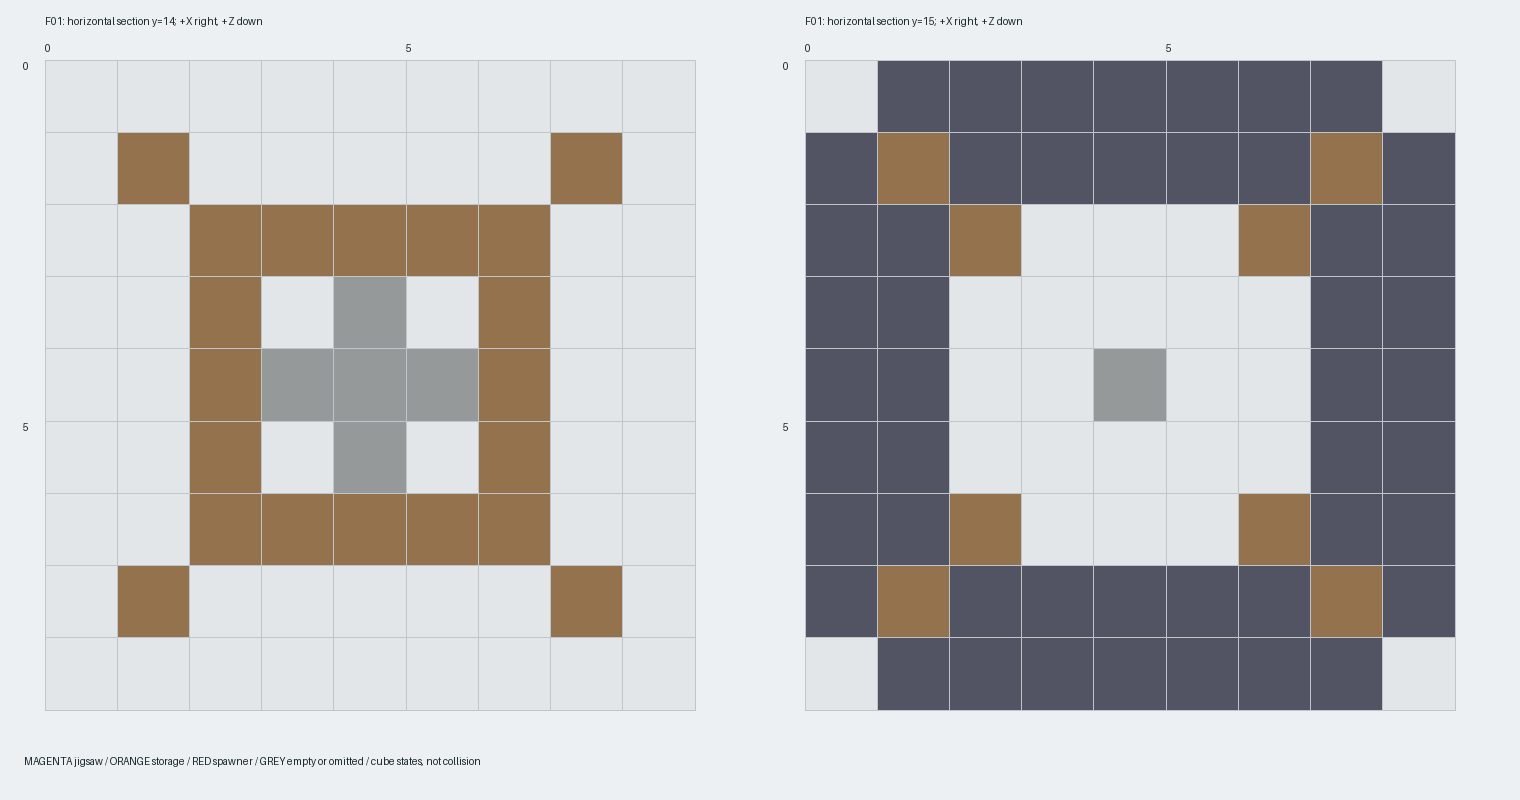 F01: horizontal section y=14; +X right, +Z down
F01: horizontal section y=15; +X right, +Z down
0 5
0 5
0
0
5
5
MAGENTA jigsaw / ORANGE storage / RED spawner / GREY empty or omitted / cube states, not collision